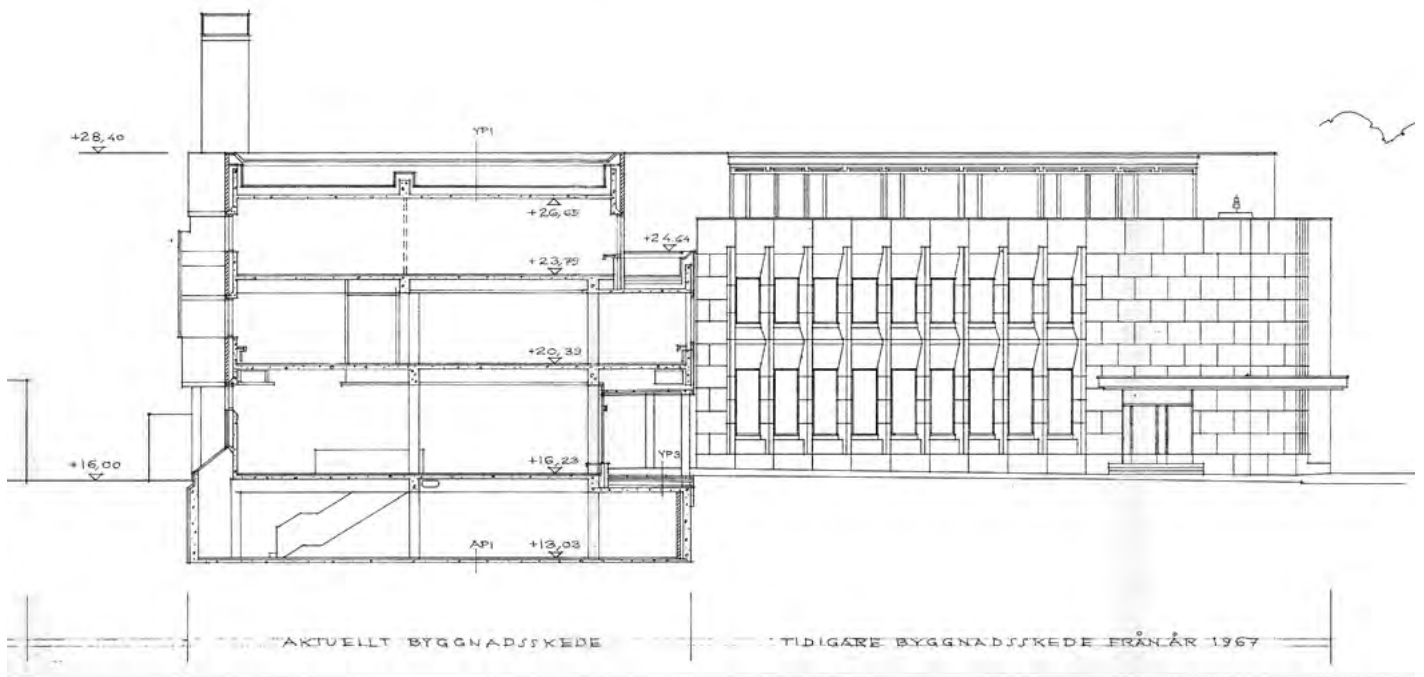 +28,40
YP1
+26,65
+24.64
+23,79
+20,39
+16,23
YP3
+16,00
AP1
+13,03
AKTUELLT BYGGNADSSKEDE
TIDIGARE BYGGNADSSKEDE FRÅN ÅR 1967